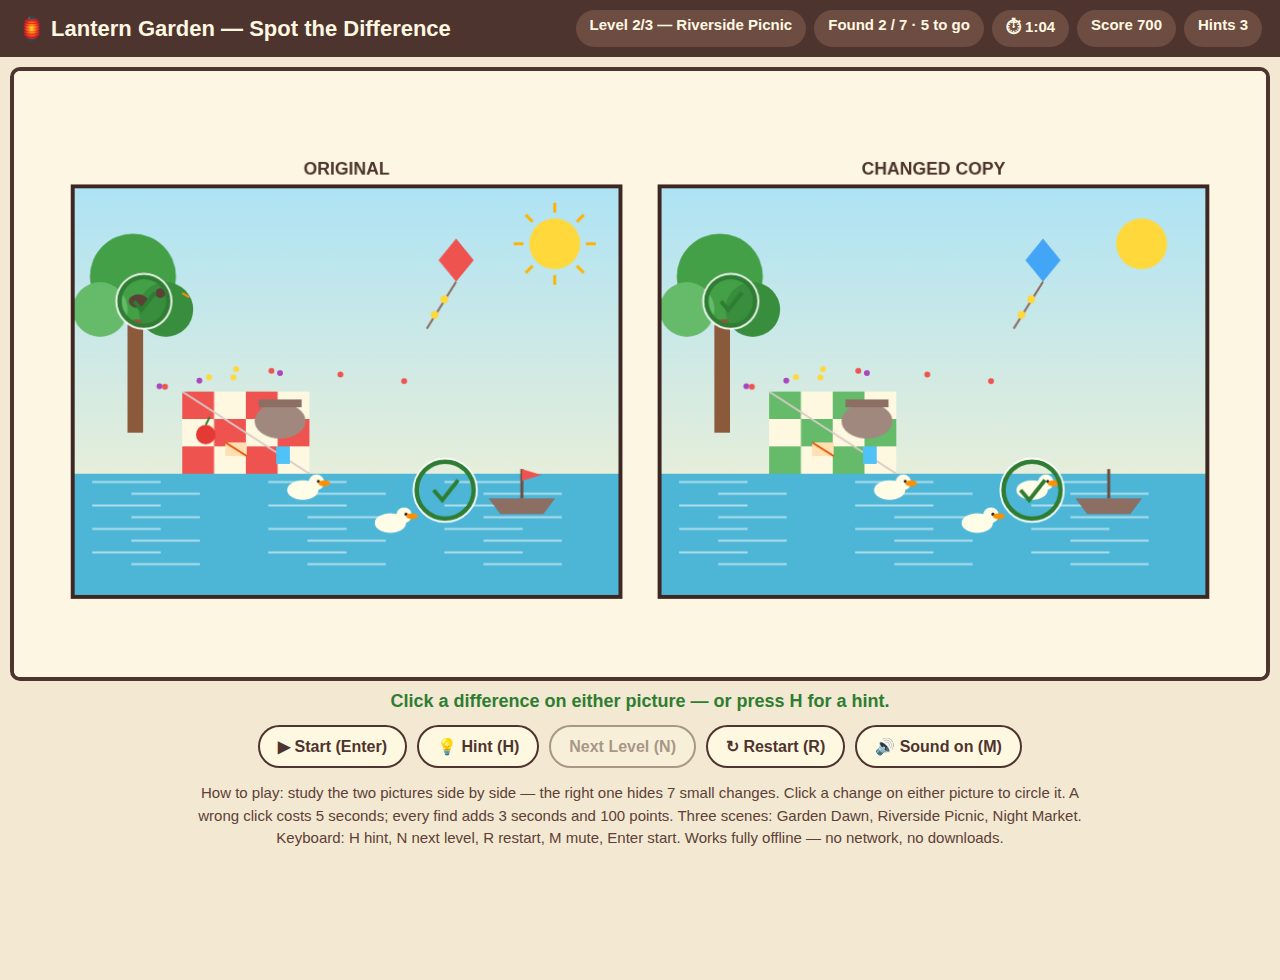 🏮 Lantern Garden — Spot the Difference
Level 2/3 — Riverside Picnic
Found 2 / 7 · 5 to go
⏱ 1:04
Score 700
Hints 3
ORIGINAL
CHANGED COPY
Click a difference on either picture — or press H for a hint.
▶ Start (Enter)
💡 Hint (H)
Next Level (N)
↻ Restart (R)
🔊 Sound on (M)
How to play: study the two pictures side by side — the right one hides 7 small changes. Click a change on either picture to circle it. A
wrong click costs 5 seconds; every find adds 3 seconds and 100 points. Three scenes: Garden Dawn, Riverside Picnic, Night Market.
Keyboard: H hint, N next level, R restart, M mute, Enter start. Works fully offline — no network, no downloads.